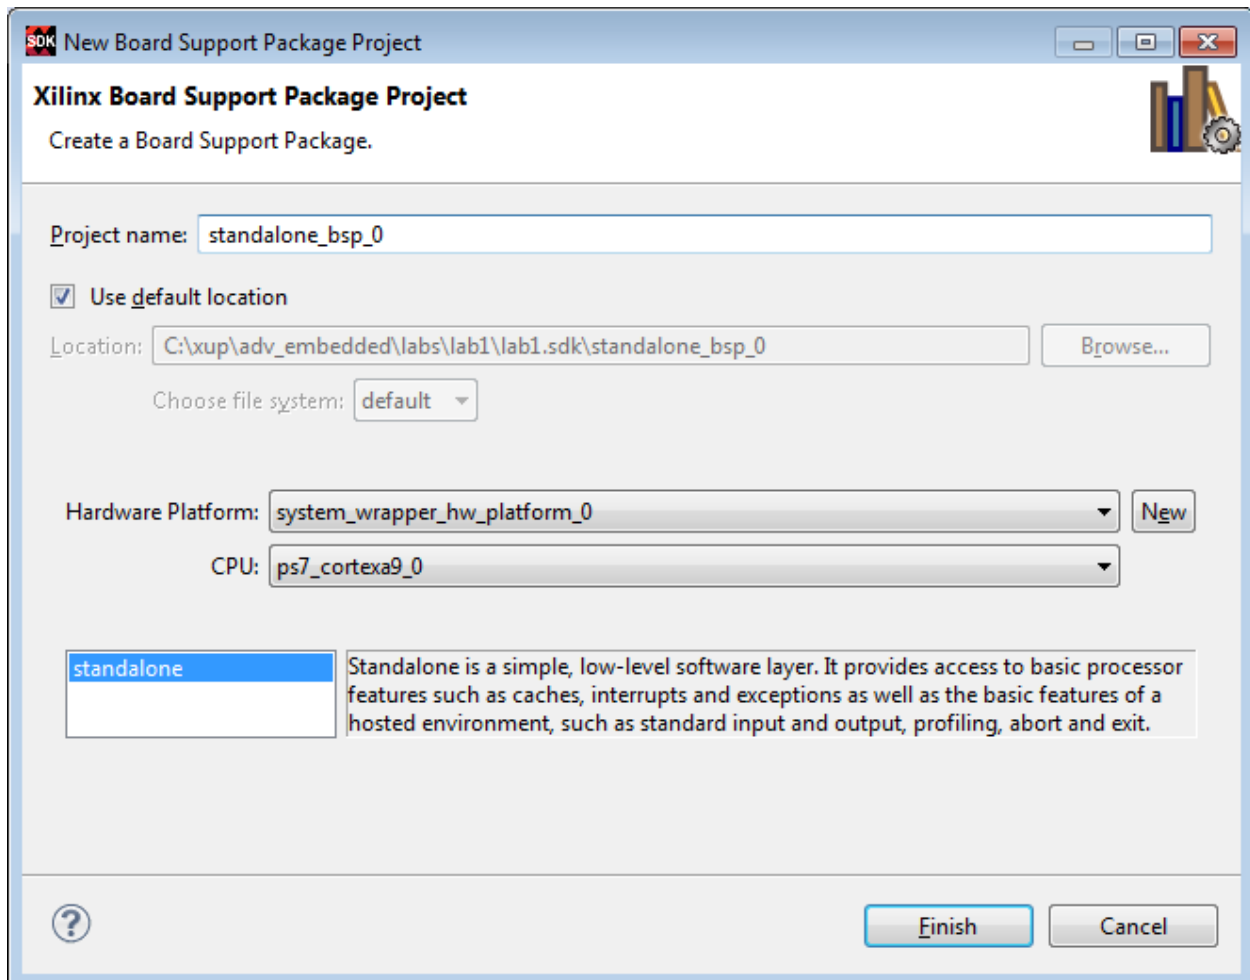 SDK New Board Support Package Project
Xilinx Board Support Package Project
Create a Board Support Package.
Project name: standalone_bsp_0
Use default location
Location: C:\xup\adv_embedded\labs\lab1\lab1.sdk\standalone_bsp_0 Browse...
Choose file system: default
Hardware Platform: system_wrapper_hw_platform_0 New
CPU: ps7_cortexa9_0
standalone
Standalone is a simple, low-level software layer. It provides access to basic processor
features such as caches, interrupts and exceptions as well as the basic features of a
hosted environment, such as standard input and output, profiling, abort and exit.
? Finish Cancel